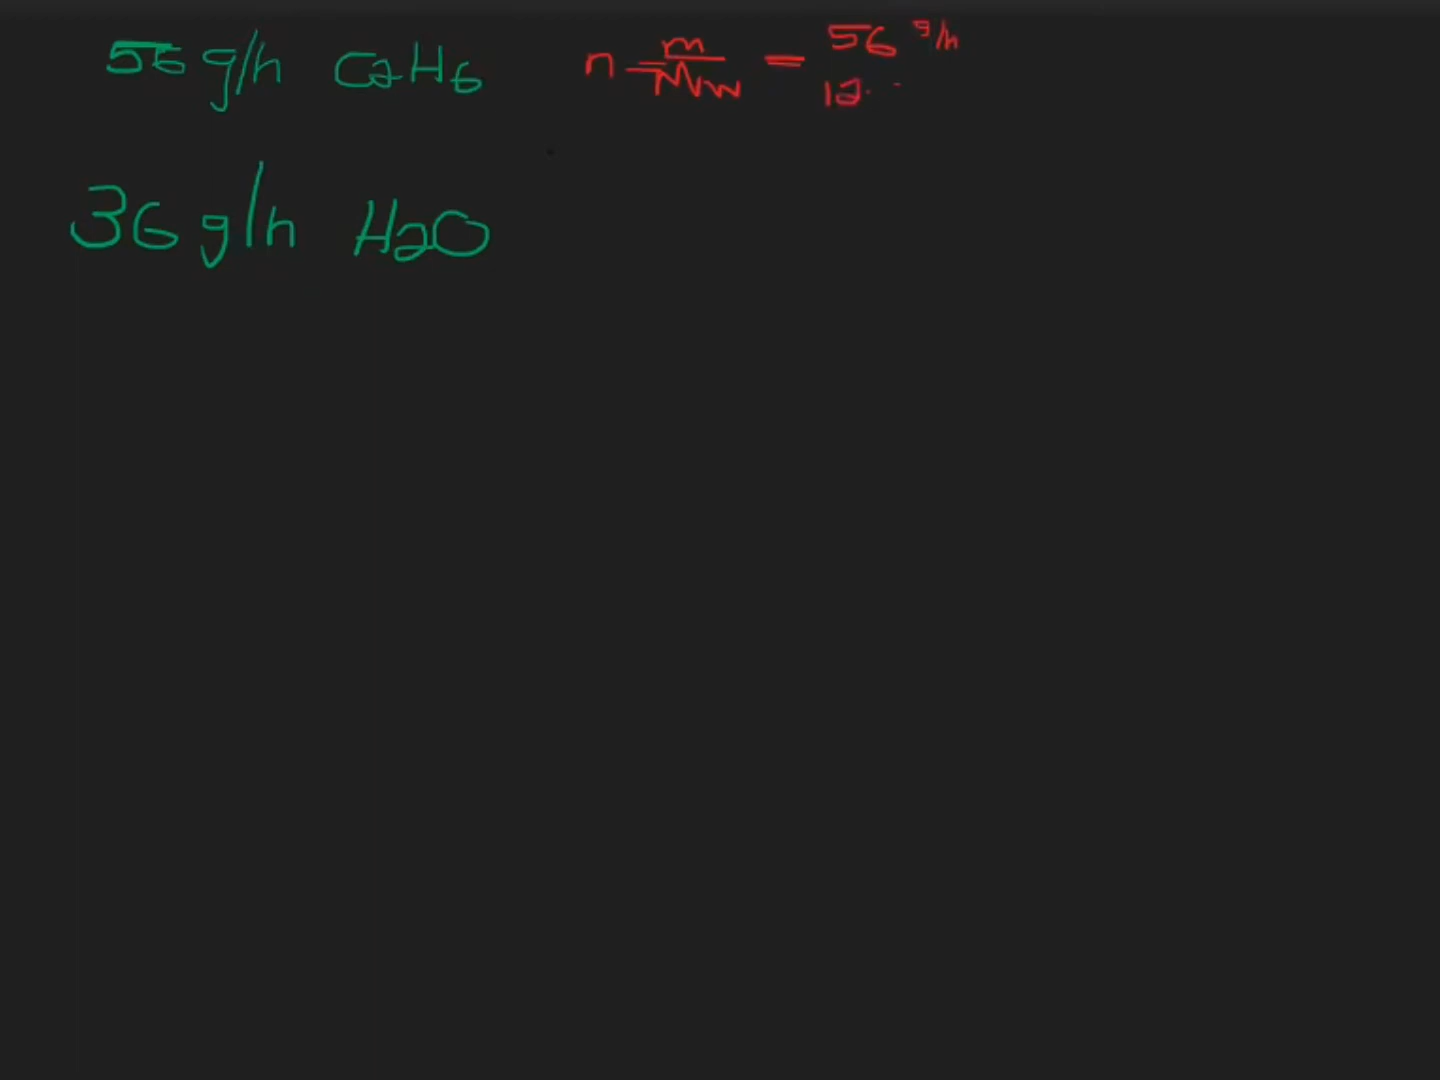 56 g/h C2H6 n = m/Mw = 56 g/h / 12.
36 g/h H2O